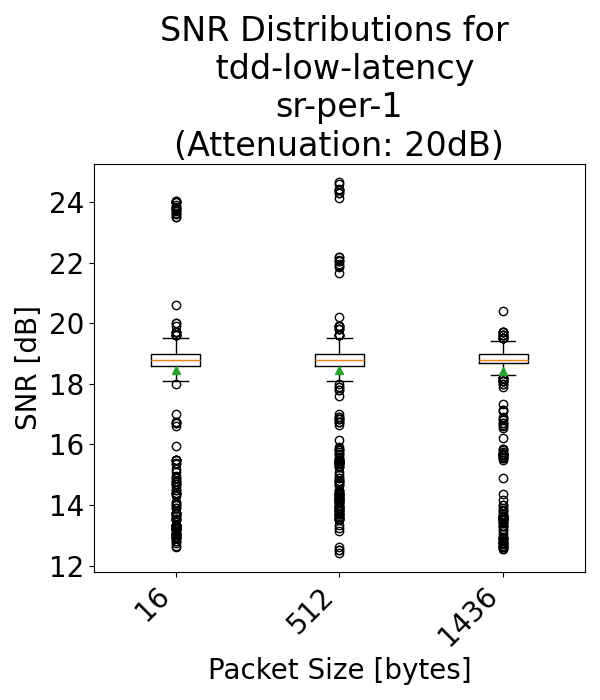 SNR Distributions for
tdd-low-latency
sr-per-1
(Attenuation: 20dB)
24
22
20
18
16
14
12
SNR [dB]
16
512
1436
Packet Size [bytes]